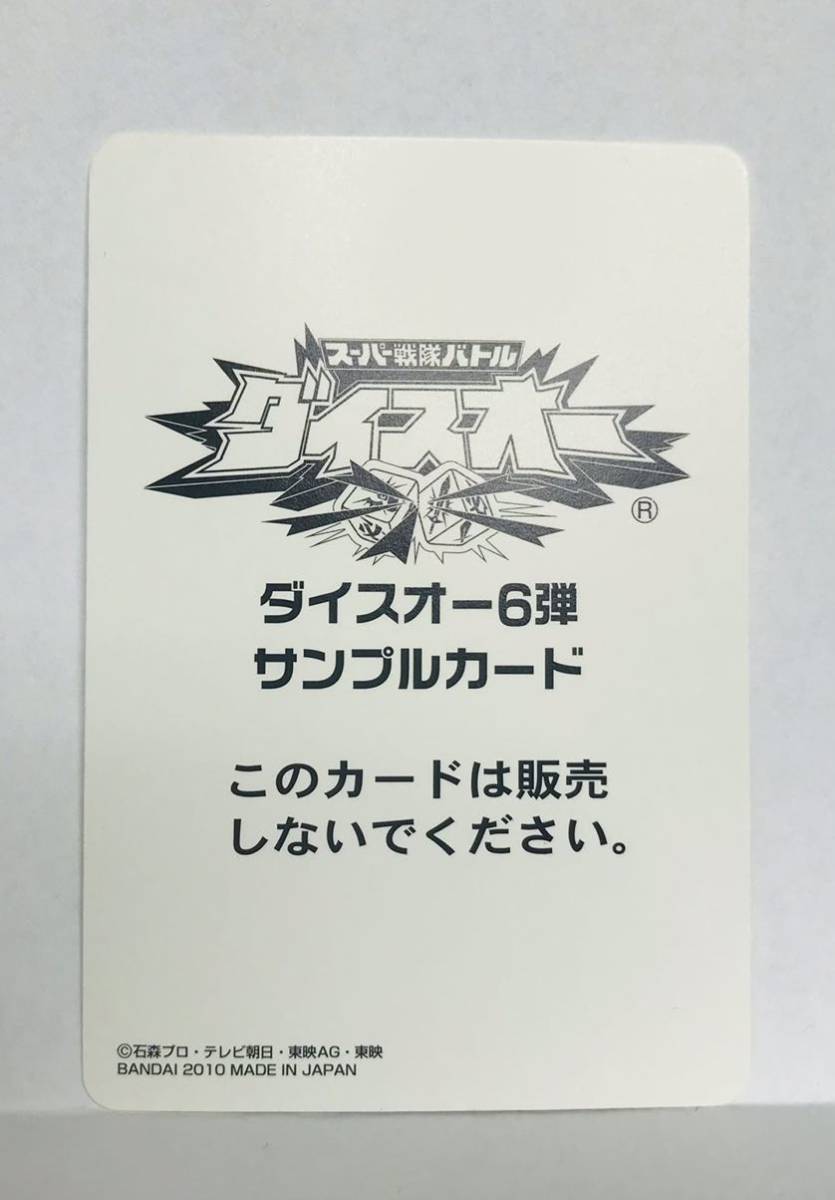 スーパー戦隊バトル
ダイスオー
®
ダイスオー6弾
サンプルカード
このカードは販売
しないでください。
©石森プロ・テレビ朝日・東映AG・東映
BANDAI 2010 MADE IN JAPAN